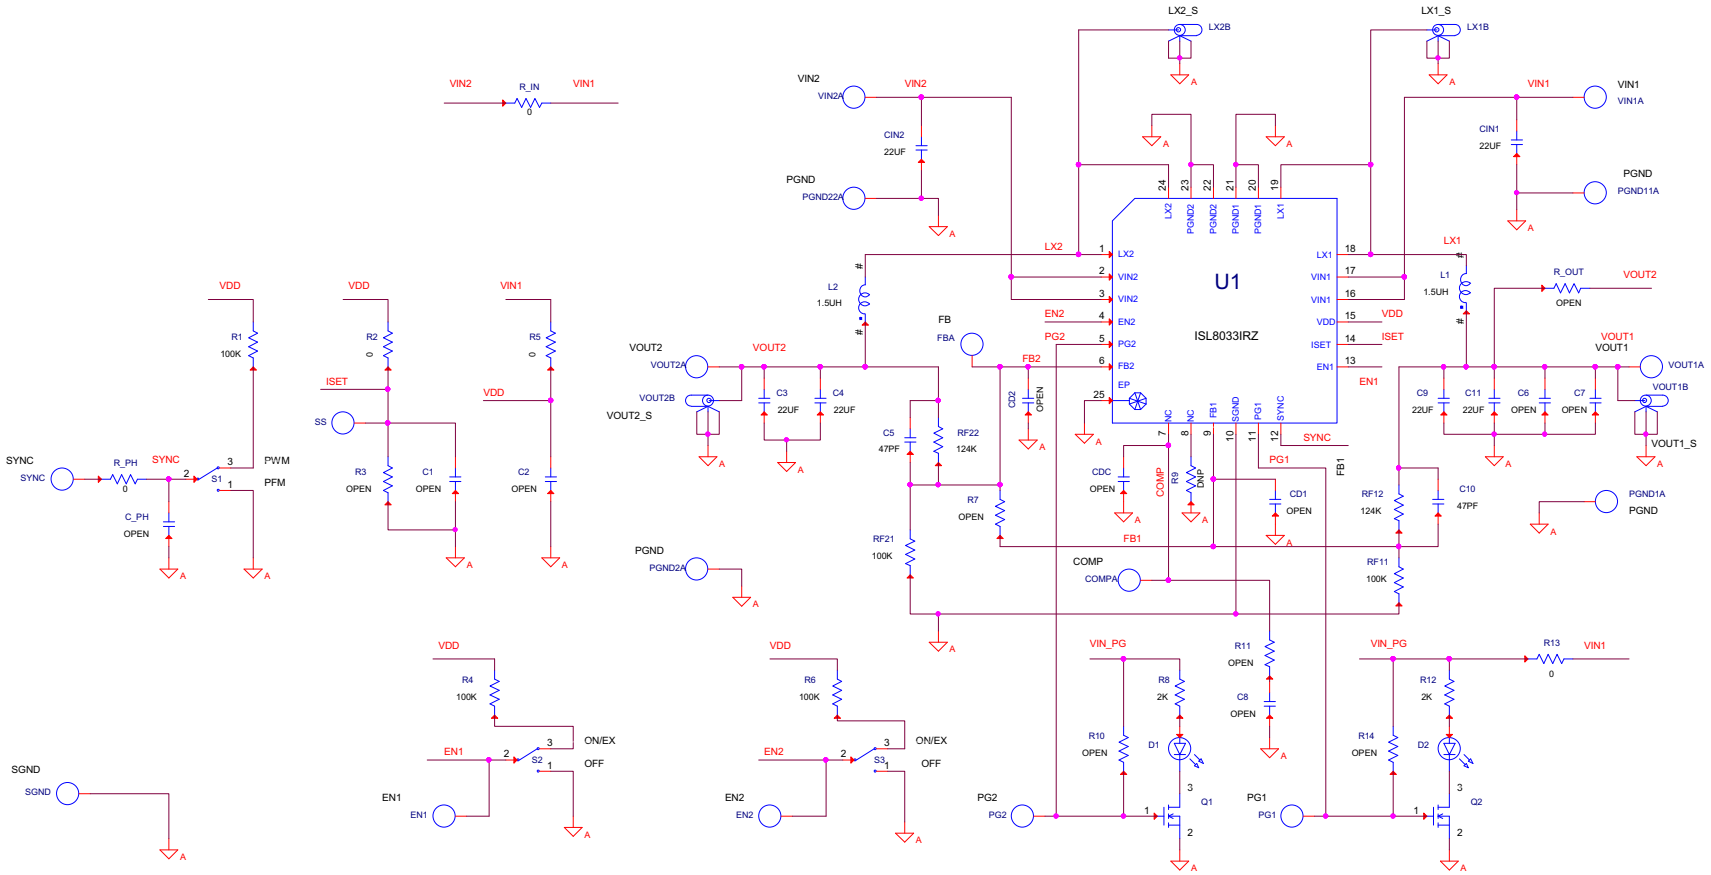 LX2_S
LX2B
A
LX1_S
LX1B
A
VIN2
R_IN
VIN1
0
VIN2
VIN2A
VIN2
CIN2
22UF
PGND
PGND22A
A
A
A
VIN1
VIN1
VIN1A
CIN1
22UF
PGND
PGND11A
A
24
23
22
21
20
19
LX2
PGND2
PGND2
PGND1
PGND1
LX1
LX2
1
LX2
2
VIN2
3
VIN2
EN2
4
EN2
PG2
5
PG2
FB2
6
FB2
EP
25
U1
ISL8033IRZ
LX1
18
LX1
VIN1
17
VIN1
16
VDD
15
VDD
ISET
14
ISET
EN1
13
EN1
NC
NC
FB1
SGND
PG1
SYNC
7
8
9
10
11
12
SYNC
FB1
PG1
#
L2
1.5UH
#
#
L1
1.5UH
#
R_OUT
OPEN
VOUT2
VDD
R1
100K
VDD
R2
0
ISET
SS
R3
OPEN
C1
OPEN
A
VIN1
R5
0
VDD
C2
OPEN
A
SYNC
SYNC
R_PH
0
SYNC
2
3
S1
1
PWM
PFM
C_PH
OPEN
A
A
VOUT2
VOUT2A
VOUT2
VOUT2B
VOUT2_S
A
C3
22UF
C4
22UF
A
C5
47PF
RF22
124K
FB
FBA
CD2
OPEN
A
A
R7
OPEN
RF21
100K
FB1
A
PGND
PGND2A
A
CDC
OPEN
A
COMP
R9
DNP
A
CD1
OPEN
A
COMP
COMPA
VOUT1
VOUT1
VOUT1A
VOUT1B
VOUT1_S
A
C9
22UF
C11
22UF
C6
OPEN
C7
OPEN
A
RF12
124K
C10
47PF
RF11
100K
PGND1A
PGND
A
VDD
R4
100K
EN1
2
3
S2
1
ON/EX
OFF
EN1
EN1
A
VDD
R6
100K
EN2
2
3
S3
1
ON/EX
OFF
EN2
EN2
A
SGND
SGND
A
VIN_PG
R8
2K
R10
OPEN
D1
PG2
PG2
1
3
Q1
2
A
R11
OPEN
C8
OPEN
A
VIN_PG
R13
0
VIN1
R12
2K
R14
OPEN
D2
PG1
PG1
1
3
Q2
2
A